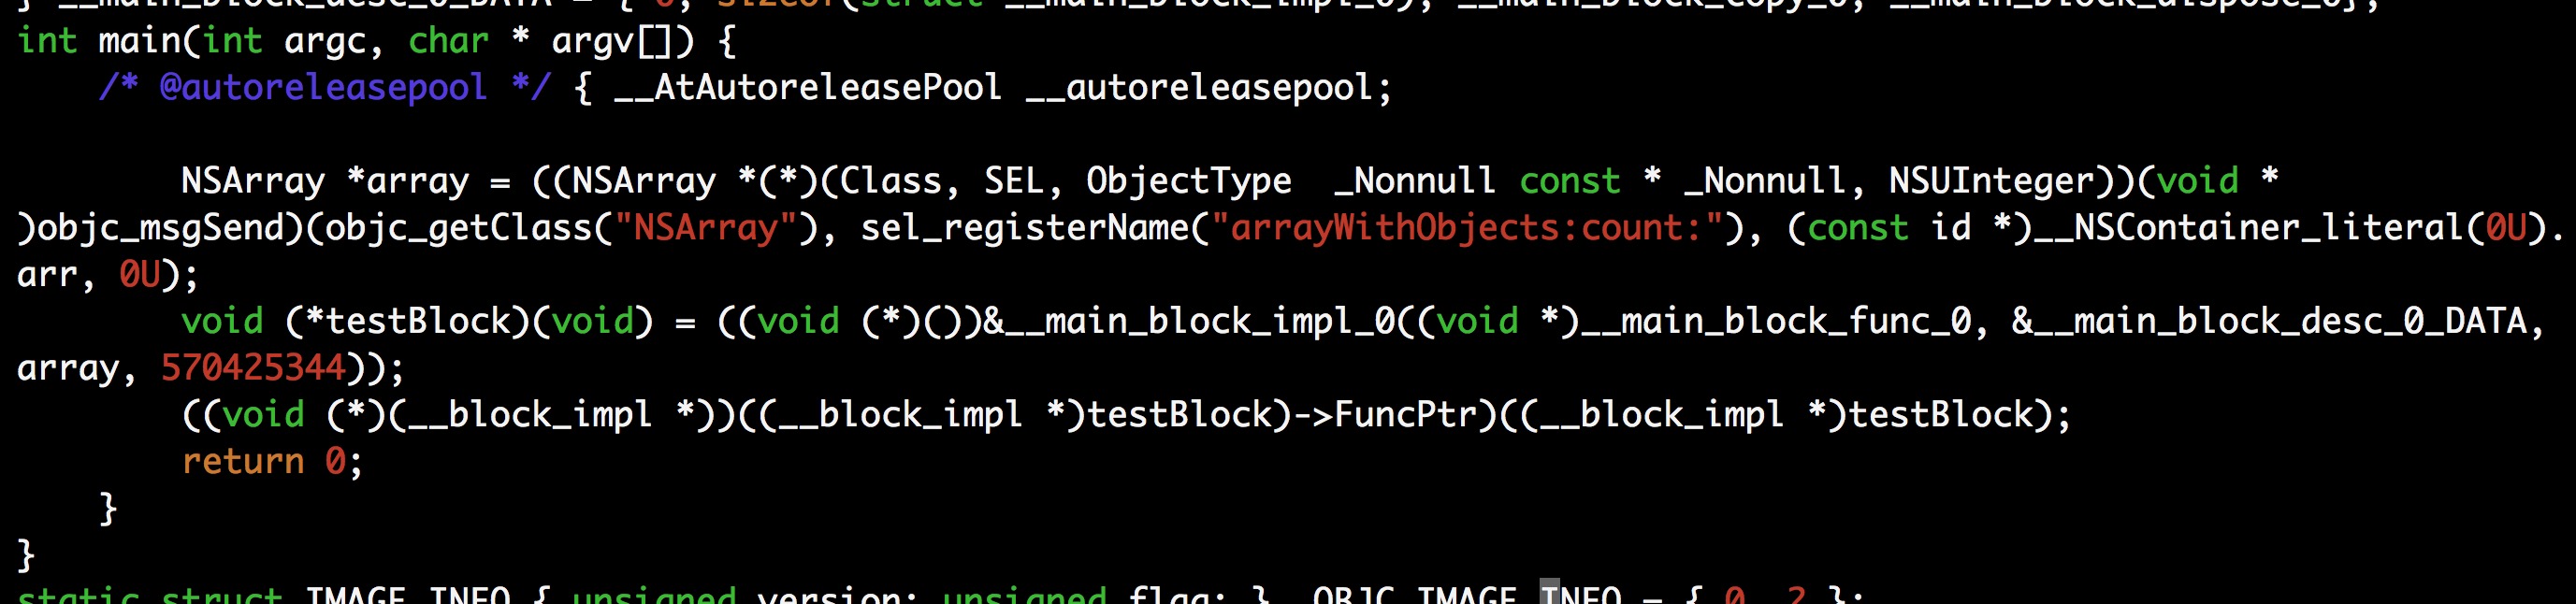 } __main_block_desc_0_DATA = { 0, sizeof(struct __main_block_impl_0), __main_block_copy_0, __main_block_dispose_0};
int main(int argc, char * argv[]) {
    /* @autoreleasepool */ { __AtAutoreleasePool __autoreleasepool;
        NSArray *array = ((NSArray *(*)(Class, SEL, ObjectType  _Nonnull const * _Nonnull, NSUInteger))(void *
)objc_msgSend)(objc_getClass("NSArray"), sel_registerName("arrayWithObjects:count:"), (const id *)__NSContainer_literal(0U).
arr, 0U);
        void (*testBlock)(void) = ((void (*)())&__main_block_impl_0((void *)__main_block_func_0, &__main_block_desc_0_DATA,
array, 570425344));
        ((void (*)(__block_impl *))((__block_impl *)testBlock)->FuncPtr)((__block_impl *)testBlock);
        return 0;
    }
}
static struct IMAGE_INFO { unsigned version; unsigned flag; } _OBJC_IMAGE_INFO = { 0, 2 };